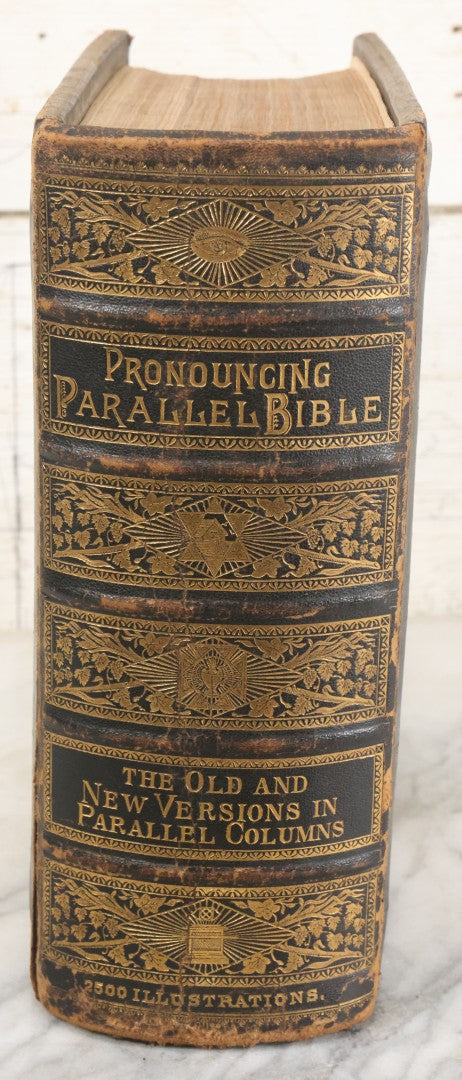 PRONOUNCING
PARALLEL BIBLE
THE OLD AND
NEW VERSIONS IN
PARALLEL COLUMNS
2500 ILLUSTRATIONS.